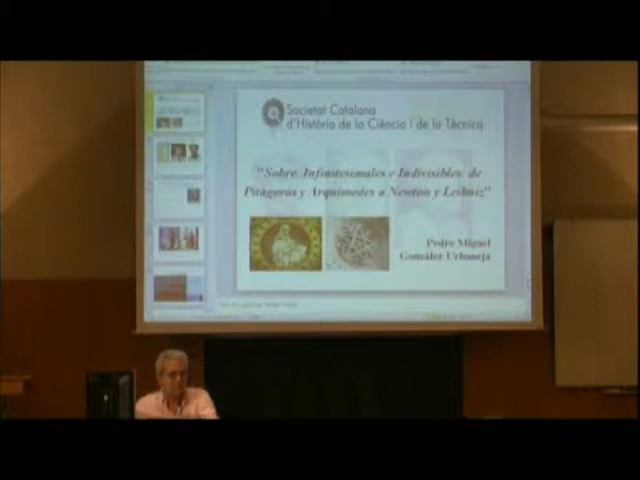 Societat Catalana
d'Història de la Ciència i de la Tècnica
"Sobre Infinitesimales e Indivisibles de
Pitágoras y Arquímedes a Newton y Leibniz"
Pedro Miguel
González Urbaneja